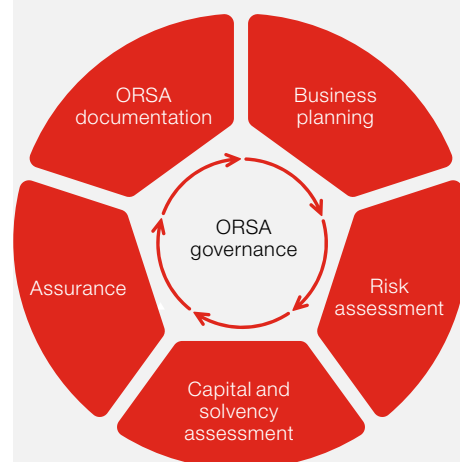 ORSA
documentation
Business
planning
ORSA
governance
Assurance
Risk
assessment
Capital and
solvency
assessment